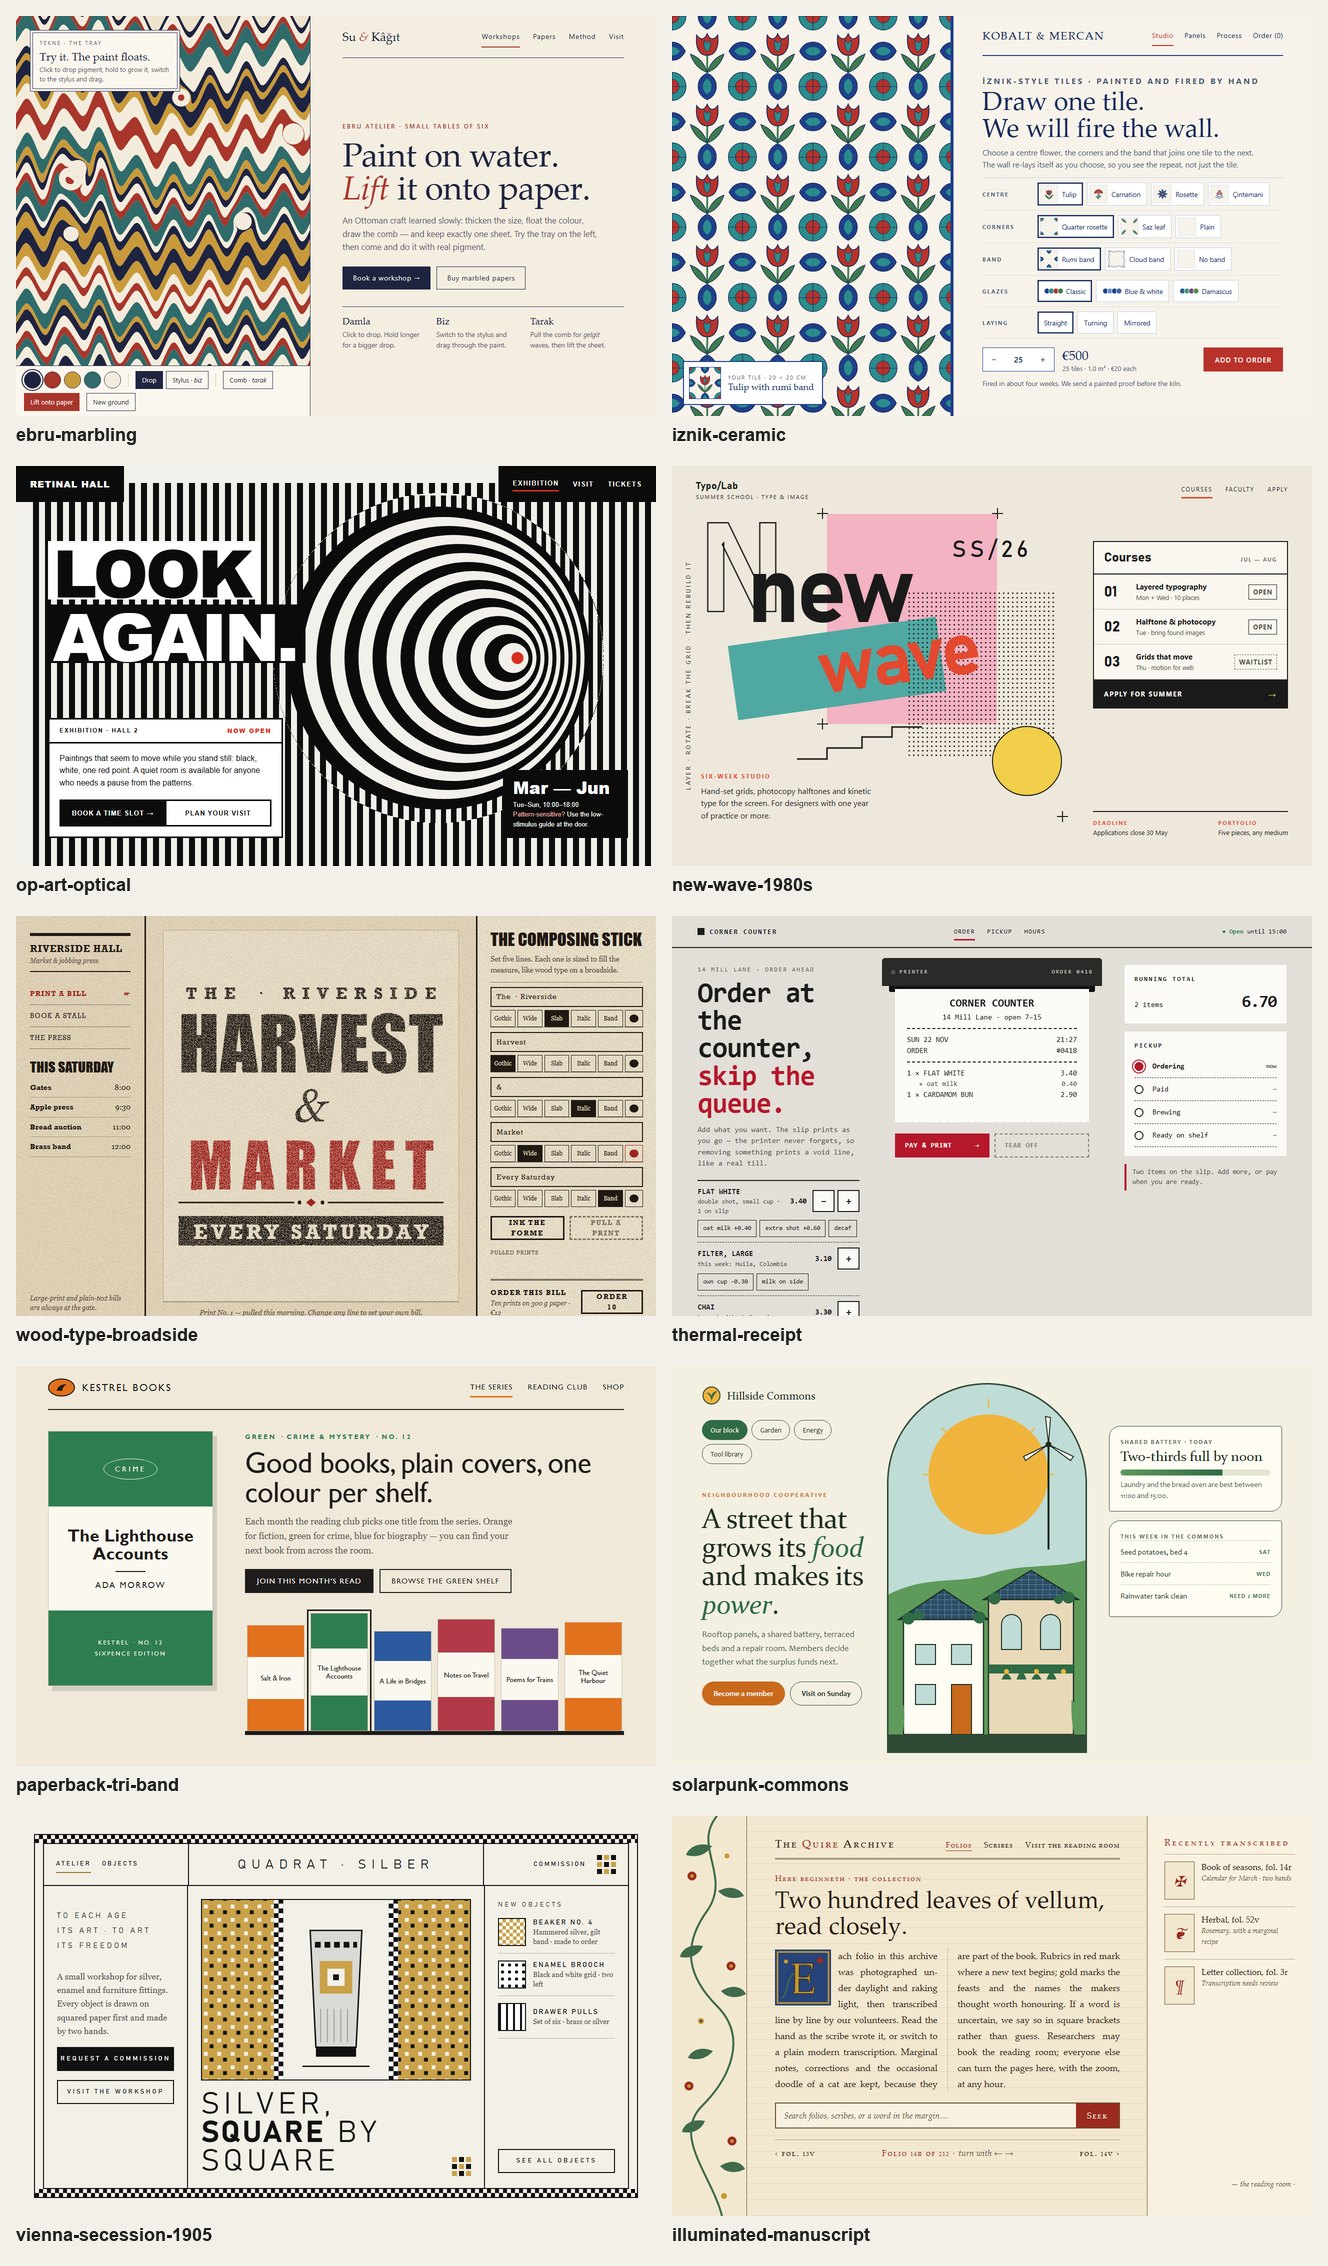 TEKNE · THE TRAY
Try it. The paint floats.
Click to drop pigment, hold to grow it, switch
to the stylus and drag.
Su & Kâğıt
Workshops Papers Method Visit
EBRU ATELIER · SMALL TABLES OF SIX
Paint on water.
Lift it onto paper.
An Ottoman craft learned slowly: thicken the size, float the colour,
draw the comb — and keep exactly one sheet. Try the tray on the left,
then come and do it with real pigment.
Book a workshop → Buy marbled papers
Damla Biz Tarak
Click to drop. Hold longer Switch to the stylus and Pull the comb for gelgit
for a bigger drop. drag through the paint. waves, then lift the sheet.
Drop Stylus · biz Comb · tarak
Lift onto paper New ground
ebru-marbling
KOBALT & MERCAN
Studio Panels Process Order (0)
İZNIK-STYLE TILES · PAINTED AND FIRED BY HAND
Draw one tile.
We will fire the wall.
Choose a centre flower, the corners and the band that joins one tile to the next.
The wall re-lays itself as you choose, so you see the repeat, not just the tile.
CENTRE Tulip Carnation Rosette Çintemani
CORNERS Quarter rosette Saz leaf Plain
BAND Rumi band Cloud band No band
GLAZES Classic Blue & white Damascus
LAYING Straight Turning Mirrored
− 25 + €500
25 tiles · 1.0 m² · €20 each
ADD TO ORDER
Fired in about four weeks. We send a painted proof before the kiln.
YOUR TILE · 20 × 20 CM
Tulip with rumi band
iznik-ceramic
RETINAL HALL
EXHIBITION VISIT TICKETS
LOOK
AGAIN.
EXHIBITION · HALL 2 NOW OPEN
Paintings that seem to move while you stand still: black,
white, one red point. A quiet room is available for anyone
who needs a pause from the patterns.
BOOK A TIME SLOT → PLAN YOUR VISIT
Mar — Jun
Tue–Sun, 10:00–18:00
Pattern-sensitive? Use the low-
stimulus guide at the door.
op-art-optical
Typo/Lab
SUMMER SCHOOL · TYPE & IMAGE
COURSES FACULTY APPLY
LAYER · ROTATE · BREAK THE GRID · THEN REBUILD IT
N
SS/26
new
wave
SIX-WEEK STUDIO
Hand-set grids, photocopy halftones and kinetic
type for the screen. For designers with one year
of practice or more.
Courses JUL — AUG
01 Layered typography OPEN
Mon + Wed · 10 places
02 Halftone & photocopy OPEN
Tue · bring found images
03 Grids that move WAITLIST
Thu · motion for web
APPLY FOR SUMMER →
DEADLINE PORTFOLIO
Applications close 30 May Five pieces, any medium
new-wave-1980s
RIVERSIDE HALL
Market & jobbing press
PRINT A BILL
BOOK A STALL
THE PRESS
THIS SATURDAY
Gates 8:00
Apple press 9:30
Bread auction 11:00
Brass band 12:00
Large-print and plain-text bills
are always at the gate.
THE · RIVERSIDE
HARVEST
&
MARKET
EVERY SATURDAY
Print No. 1 — pulled this morning. Change any line to set your own bill.
THE COMPOSING STICK
Set five lines. Each one is sized to fill the
measure, like wood type on a broadside.
The · Riverside
Gothic Wide Slab Italic Band
Harvest
Gothic Wide Slab Italic Band
&
Gothic Wide Slab Italic Band
Market
Gothic Wide Slab Italic Band
Every Saturday
Gothic Wide Slab Italic Band
INK THE FORME PULL A PRINT
PULLED PRINTS
ORDER THIS BILL
Ten prints on 300 g paper ·
€12
ORDER 10
wood-type-broadside
CORNER COUNTER
ORDER PICKUP HOURS
Open until 15:00
14 MILL LANE · ORDER AHEAD
Order at
the
counter,
skip the
queue.
Add what you want. The slip prints as
you go — the printer never forgets, so
removing something prints a void line,
like a real till.
FLAT WHITE
double shot, small cup ·
1 on slip
3.40 − +
oat milk +0.40 extra shot +0.60 decaf
FILTER, LARGE
this week: Huila, Colombia
3.10 +
own cup -0.30 milk on side
CHAI
3.30 +
PRINTER ORDER 0418
CORNER COUNTER
14 Mill Lane · open 7–15
SUN 22 NOV 21:27
ORDER #0418
1 × FLAT WHITE 3.40
+ oat milk 0.40
1 × CARDAMOM BUN 2.90
PAY & PRINT → TEAR OFF
RUNNING TOTAL
2 items 6.70
PICKUP
Ordering now
Paid —
Brewing —
Ready on shelf —
Two items on the slip. Add more, or pay
when you are ready.
thermal-receipt
KESTREL BOOKS
THE SERIES READING CLUB SHOP
CRIME
The Lighthouse
Accounts
ADA MORROW
KESTREL · NO. 12
SIXPENCE EDITION
GREEN · CRIME & MYSTERY · NO. 12
Good books, plain covers, one
colour per shelf.
Each month the reading club picks one title from the series. Orange
for fiction, green for crime, blue for biography — you can find your
next book from across the room.
JOIN THIS MONTH'S READ BROWSE THE GREEN SHELF
Salt & Iron
The Lighthouse
Accounts
A Life in Bridges
Notes on Travel
Poems for Trains
The Quiet
Harbour
paperback-tri-band
Hillside Commons
Our block Garden Energy
Tool library
NEIGHBOURHOOD COOPERATIVE
A street that
grows its food
and makes its
power.
Rooftop panels, a shared battery, terraced
beds and a repair room. Members decide
together what the surplus funds next.
Become a member Visit on Sunday
SHARED BATTERY · TODAY
Two-thirds full by noon
Laundry and the bread oven are best between
11:00 and 15:00.
THIS WEEK IN THE COMMONS
Seed potatoes, bed 4 SAT
Bike repair hour WED
Rainwater tank clean NEED 2 MORE
solarpunk-commons
ATELIER OBJECTS
QUADRAT · SILBER
COMMISSION
TO EACH AGE
ITS ART · TO ART
ITS FREEDOM
A small workshop for silver,
enamel and furniture fittings.
Every object is drawn on
squared paper first and made
by two hands.
REQUEST A COMMISSION
VISIT THE WORKSHOP
SILVER,
SQUARE BY
SQUARE
NEW OBJECTS
BEAKER NO. 4
Hammered silver, gilt
band · made to order
ENAMEL BROOCH
Black and white grid · two
left
DRAWER PULLS
Set of six · brass or silver
SEE ALL OBJECTS
vienna-secession-1905
The Quire Archive
Folios Scribes Visit the reading room
Here beginneth · the collection
Two hundred leaves of vellum,
read closely.
E
ach folio in this archive
was photographed un-
der daylight and raking
light, then transcribed
line by line by our volunteers. Read the
hand as the scribe wrote it, or switch to
a plain modern transcription. Marginal
notes, corrections and the occasional
doodle of a cat are kept, because they
are part of the book. Rubrics in red mark
where a new text begins; gold marks the
feasts and the names the makers
thought worth honouring. If a word is
uncertain, we say so in square brackets
rather than guess. Researchers may
book the reading room; everyone else
can turn the pages here, with the zoom,
at any hour.
Search folios, scribes, or a word in the margin… Seek
‹ fol. 13v Folio 14r of 212 · turn with ← → fol. 14v ›
Recently transcribed
Book of seasons, fol. 14r
Calendar for March · two hands
Herbal, fol. 52v
Rosemary, with a marginal
recipe
Letter collection, fol. 3r
Transcription needs review
— the reading room ·
illuminated-manuscript